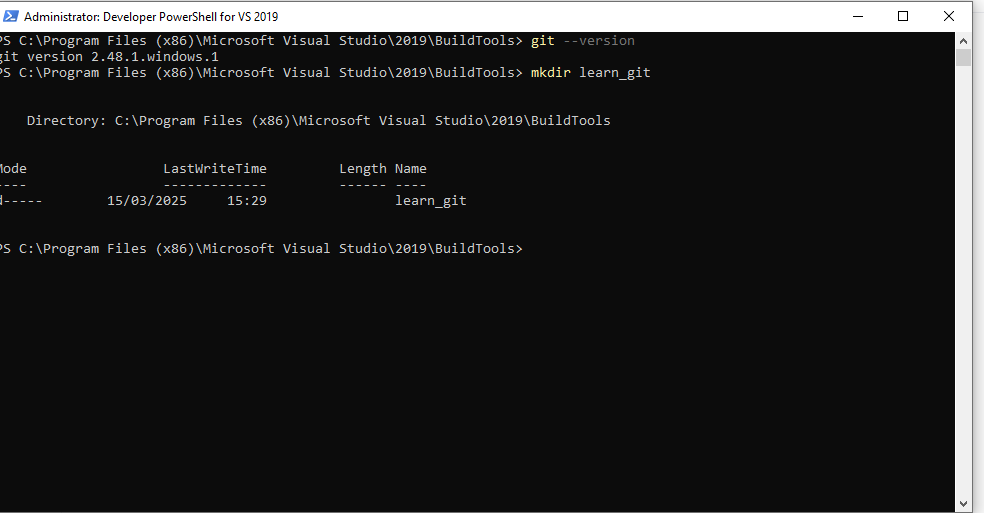 Administrator: Developer PowerShell for VS 2019
PS C:\Program Files (x86)\Microsoft Visual Studio\2019\BuildTools> git --version
git version 2.48.1.windows.1
PS C:\Program Files (x86)\Microsoft Visual Studio\2019\BuildTools> mkdir learn_git
Directory: C:\Program Files (x86)\Microsoft Visual Studio\2019\BuildTools
Mode LastWriteTime Length Name
---- ------------- ------ ----
d----- 15/03/2025 15:29 learn_git
PS C:\Program Files (x86)\Microsoft Visual Studio\2019\BuildTools>